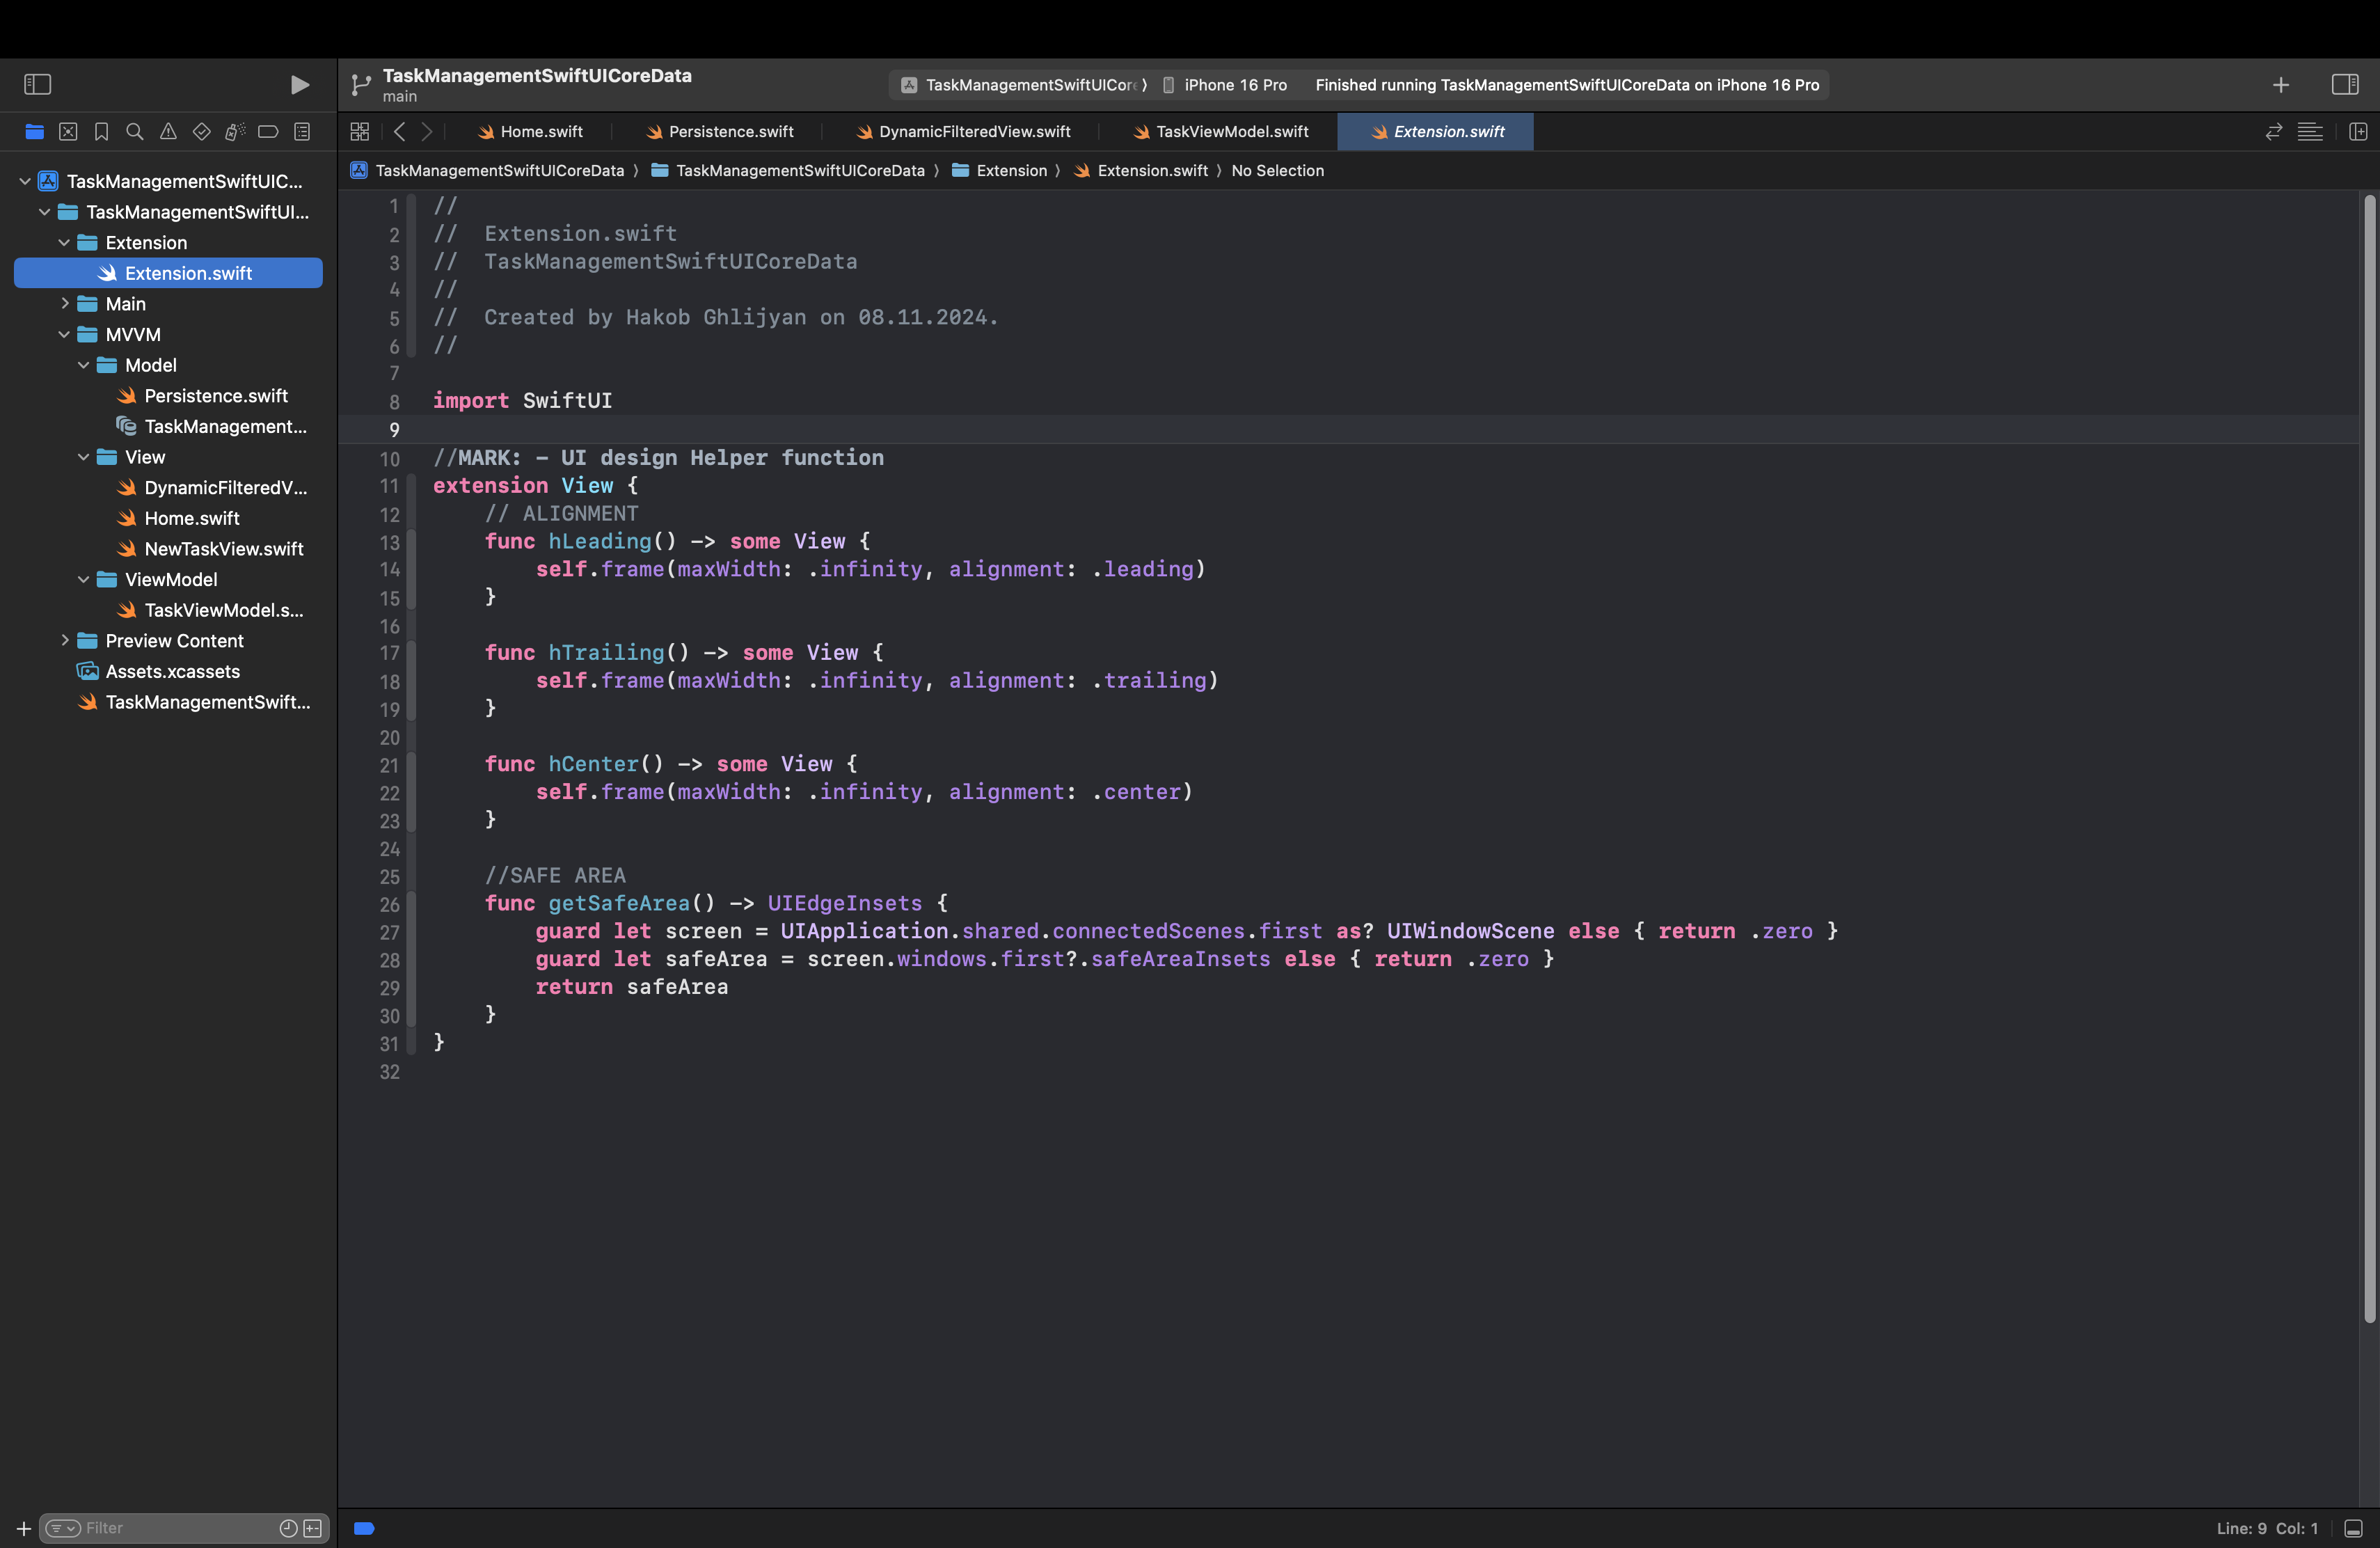 TaskManagementSwiftUICoreData
main
TaskManagementSwiftUICore
iPhone 16 Pro
Finished running TaskManagementSwiftUICoreData on iPhone 16 Pro
Home.swift
Persistence.swift
DynamicFilteredView.swift
TaskViewModel.swift
Extension.swift
TaskManagementSwiftUICoreData
TaskManagementSwiftUICoreData
Extension
Extension.swift
No Selection
TaskManagementSwiftUIC...
TaskManagementSwiftUI...
Extension
Extension.swift
Main
MVVM
Model
Persistence.swift
TaskManagement...
View
DynamicFilteredV...
Home.swift
NewTaskView.swift
ViewModel
TaskViewModel.s...
Preview Content
Assets.xcassets
TaskManagementSwift...
Filter
1 //
2 //  Extension.swift
3 //  TaskManagementSwiftUICoreData
4 //
5 //  Created by Hakob Ghlijyan on 08.11.2024.
6 //
7
8 import SwiftUI
9
10 //MARK: - UI design Helper function
11 extension View {
12     // ALIGNMENT
13     func hLeading() -> some View {
14         self.frame(maxWidth: .infinity, alignment: .leading)
15     }
16
17     func hTrailing() -> some View {
18         self.frame(maxWidth: .infinity, alignment: .trailing)
19     }
20
21     func hCenter() -> some View {
22         self.frame(maxWidth: .infinity, alignment: .center)
23     }
24
25     //SAFE AREA
26     func getSafeArea() -> UIEdgeInsets {
27         guard let screen = UIApplication.shared.connectedScenes.first as? UIWindowScene else { return .zero }
28         guard let safeArea = screen.windows.first?.safeAreaInsets else { return .zero }
29         return safeArea
30     }
31 }
32
Line: 9 Col: 1